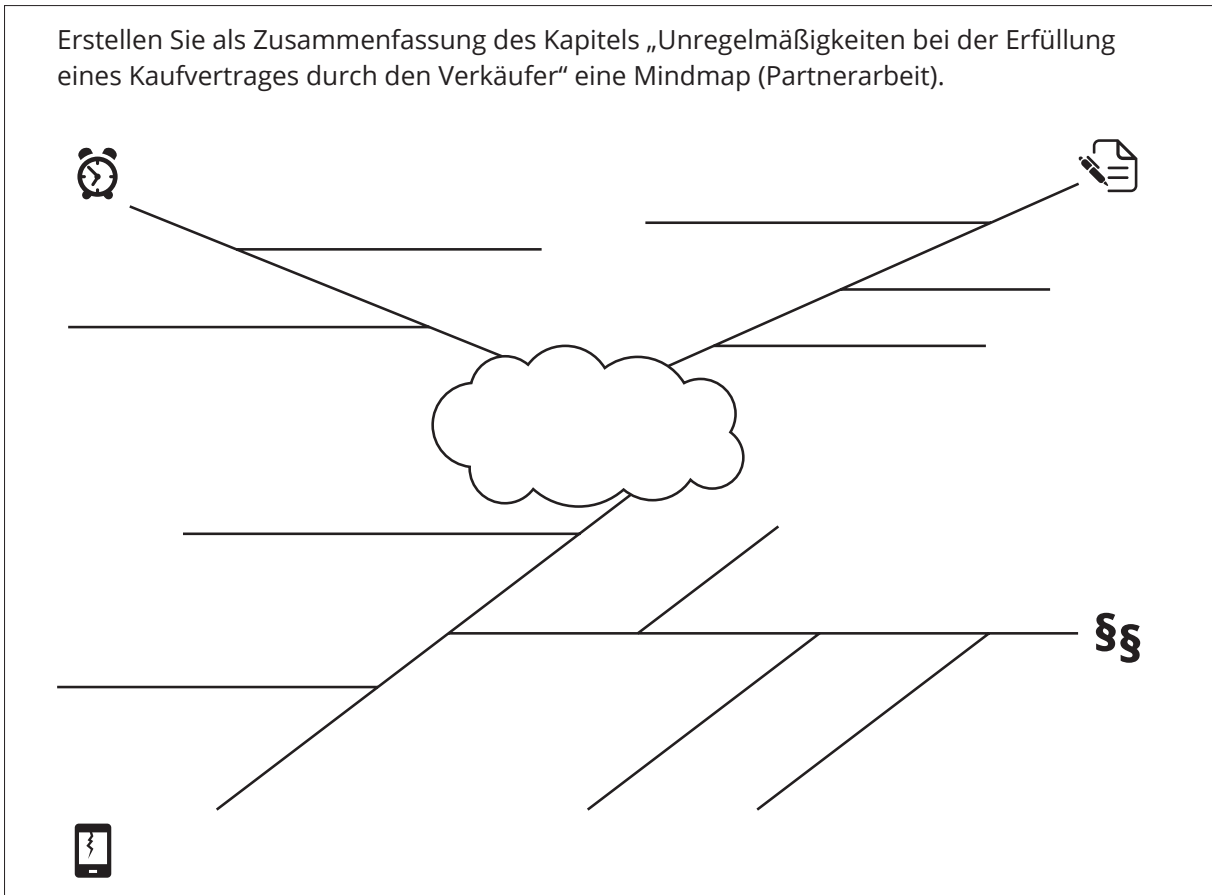 Erstellen Sie als Zusammenfassung des Kapitels „Unregelmäßigkeiten bei der Erfüllung
eines Kaufvertrages durch den Verkäufer“ eine Mindmap (Partnerarbeit).
§§